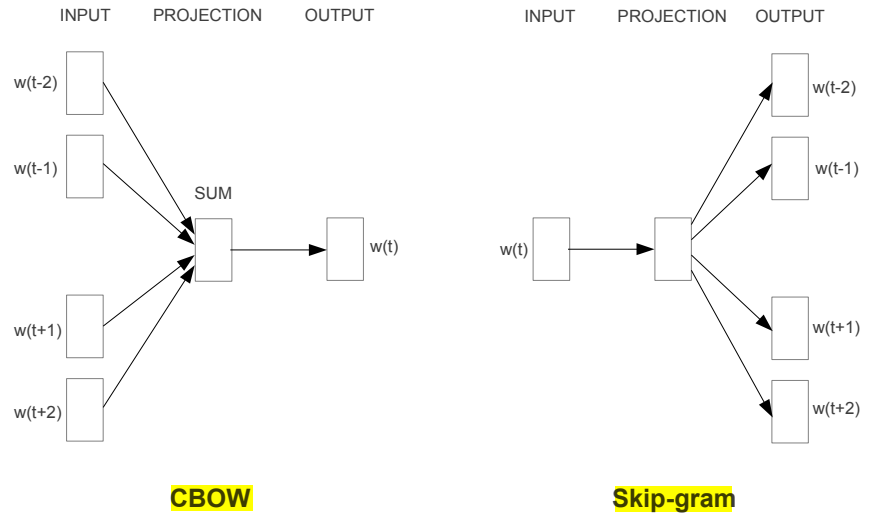 INPUT PROJECTION OUTPUT
w(t-2)
w(t-1)
SUM
w(t)
w(t+1)
w(t+2)
CBOW
INPUT PROJECTION OUTPUT
w(t-2)
w(t-1)
w(t)
w(t+1)
w(t+2)
Skip-gram